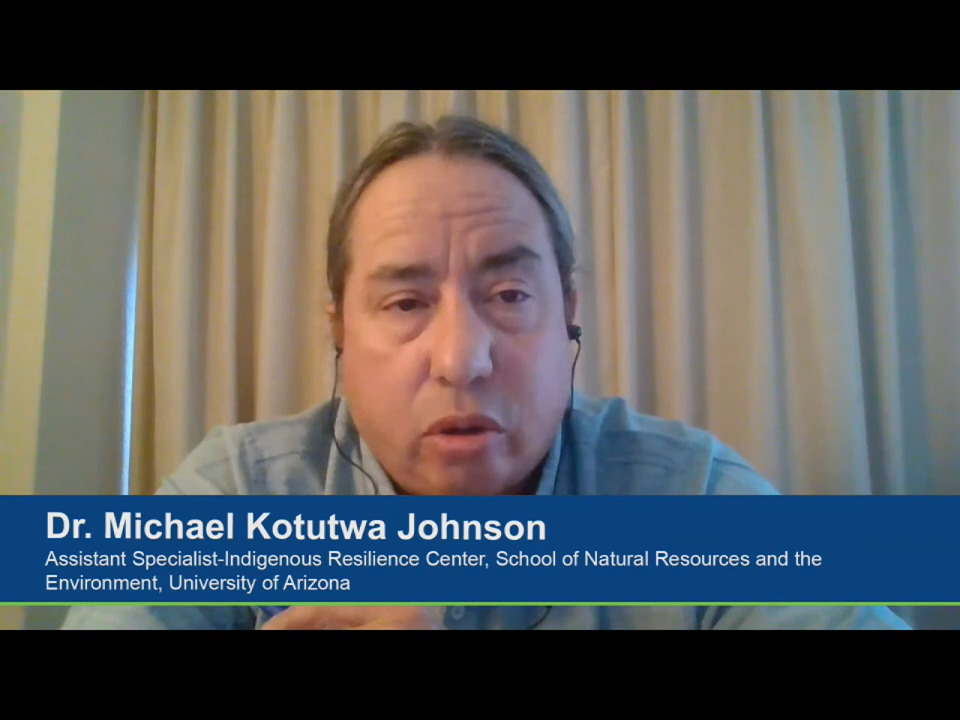 Dr. Michael Kotutwa Johnson
Assistant Specialist-Indigenous Resilience Center, School of Natural Resources and the
Environment, University of Arizona